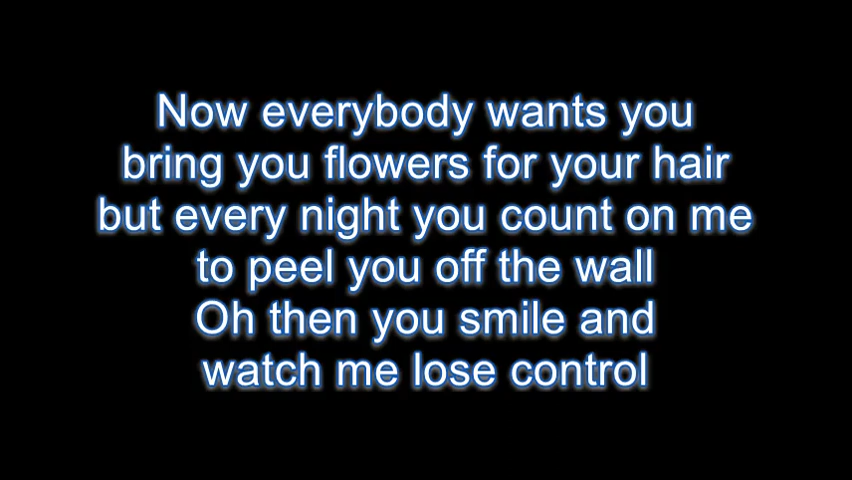 Now everybody wants you
bring you flowers for your hair
but every night you count on me
to peel you off the wall
Oh then you smile and
watch me lose control